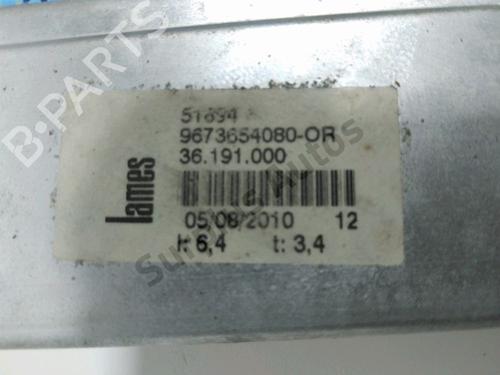 B-PARTS
51894
9673654080-OR
36.191.000
lames
05/08/2010 12
I: 6,4 t: 3,4